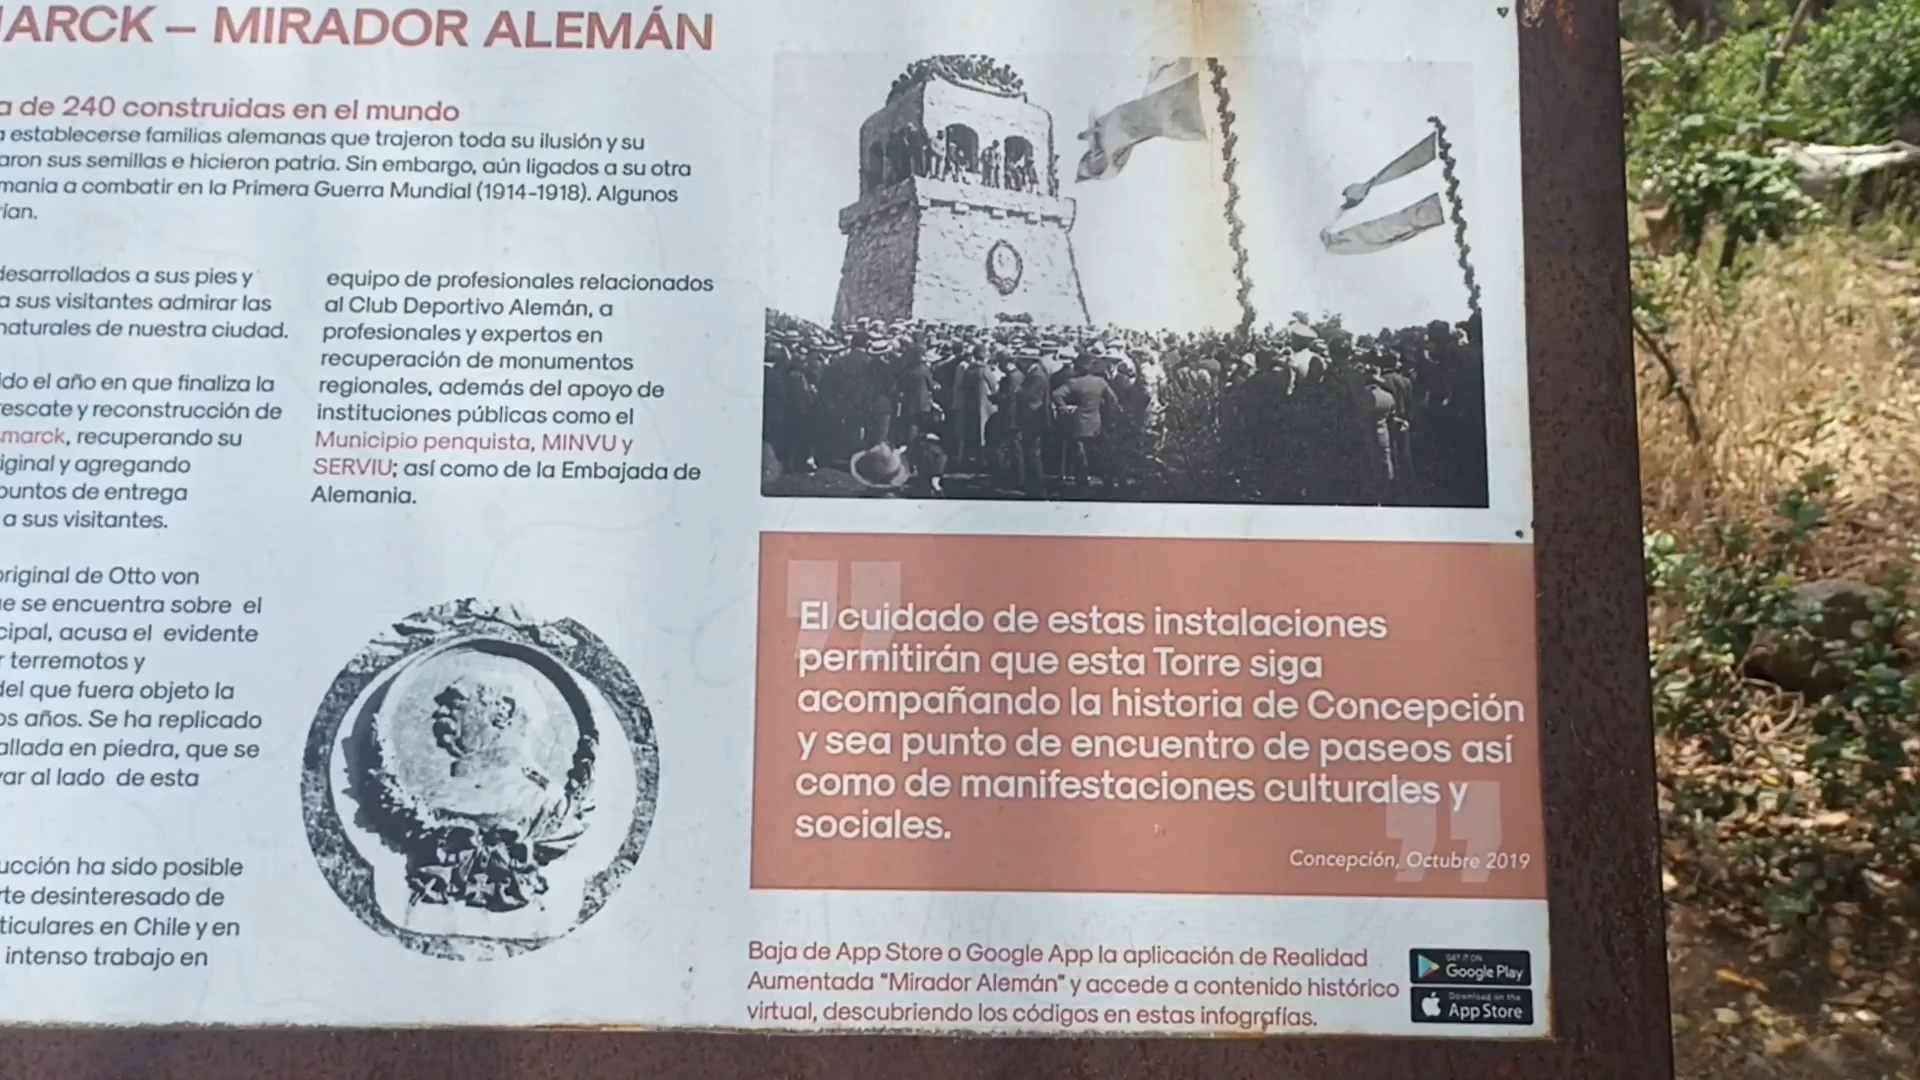 MARCK – MIRADOR ALEMÁN
a de 240 construidas en el mundo
establecerse familias alemanas que trajeron toda su ilusión y su
aron sus semillas e hicieron patria. Sin embargo, aún ligados a su otra
mania a combatir en la Primera Guerra Mundial (1914-1918). Algunos
rían.
desarrollados a sus pies y
a sus visitantes admirar las
naturales de nuestra ciudad.
ido el año en que finaliza la
rescate y reconstrucción de
smarck, recuperando su
iginal y agregando
puntos de entrega
a sus visitantes.
original de Otto von
ue se encuentra sobre el
cipal, acusa el evidente
r terremotos y
del que fuera objeto la
os años. Se ha replicado
allada en piedra, que se
var al lado de esta
ucción ha sido posible
rte desinteresado de
ticulares en Chile y en
intenso trabajo en
equipo de profesionales relacionados
al Club Deportivo Alemán, a
profesionales y expertos en
recuperación de monumentos
regionales, además del apoyo de
instituciones públicas como el
Municipio penquista, MINVU y
SERVIU; así como de la Embajada de
Alemania.
"
El cuidado de estas instalaciones
permitirán que esta Torre siga
acompañando la historia de Concepción
y sea punto de encuentro de paseos así
como de manifestaciones culturales y
sociales.
"
Concepción, Octubre 2019
Baja de App Store o Google App la aplicación de Realidad
Aumentada "Mirador Alemán" y accede a contenido histórico
virtual, descubriendo los códigos en estas infografías.
GET IT ON
Google Play
Download on the
App Store